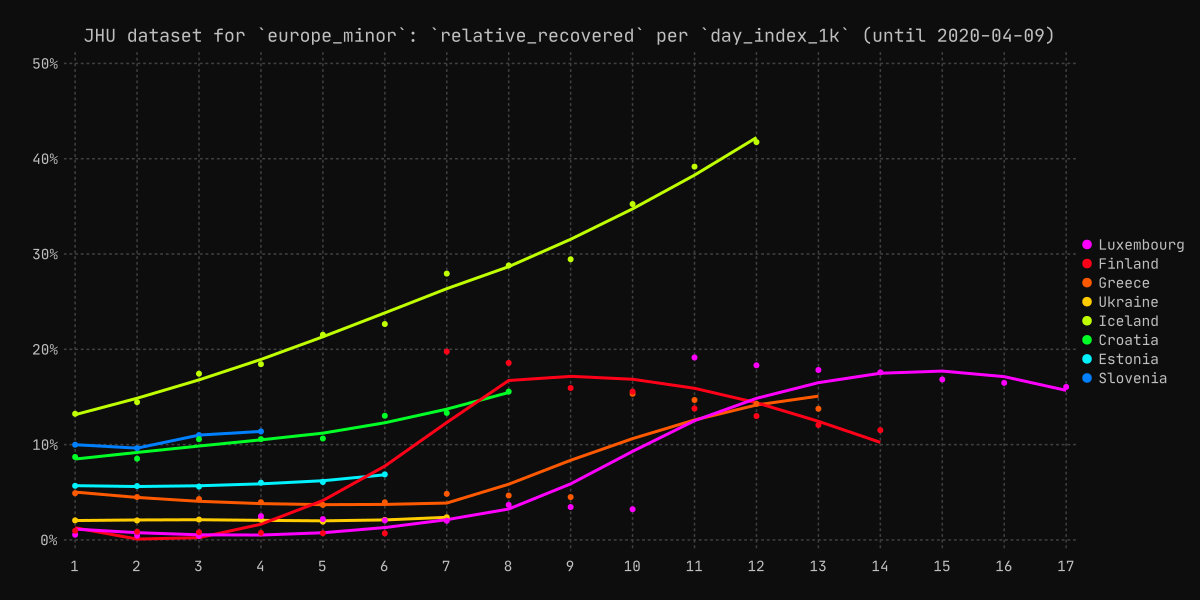 JHU dataset for `europe_minor`: `relative_recovered` per `day_index_1k` (until 2020-04-09)
50%
40%
30%
20%
10%
0%
Luxembourg
Finland
Greece
Ukraine
Iceland
Croatia
Estonia
Slovenia
1 2 3 4 5 6 7 8 9 10 11 12 13 14 15 16 17